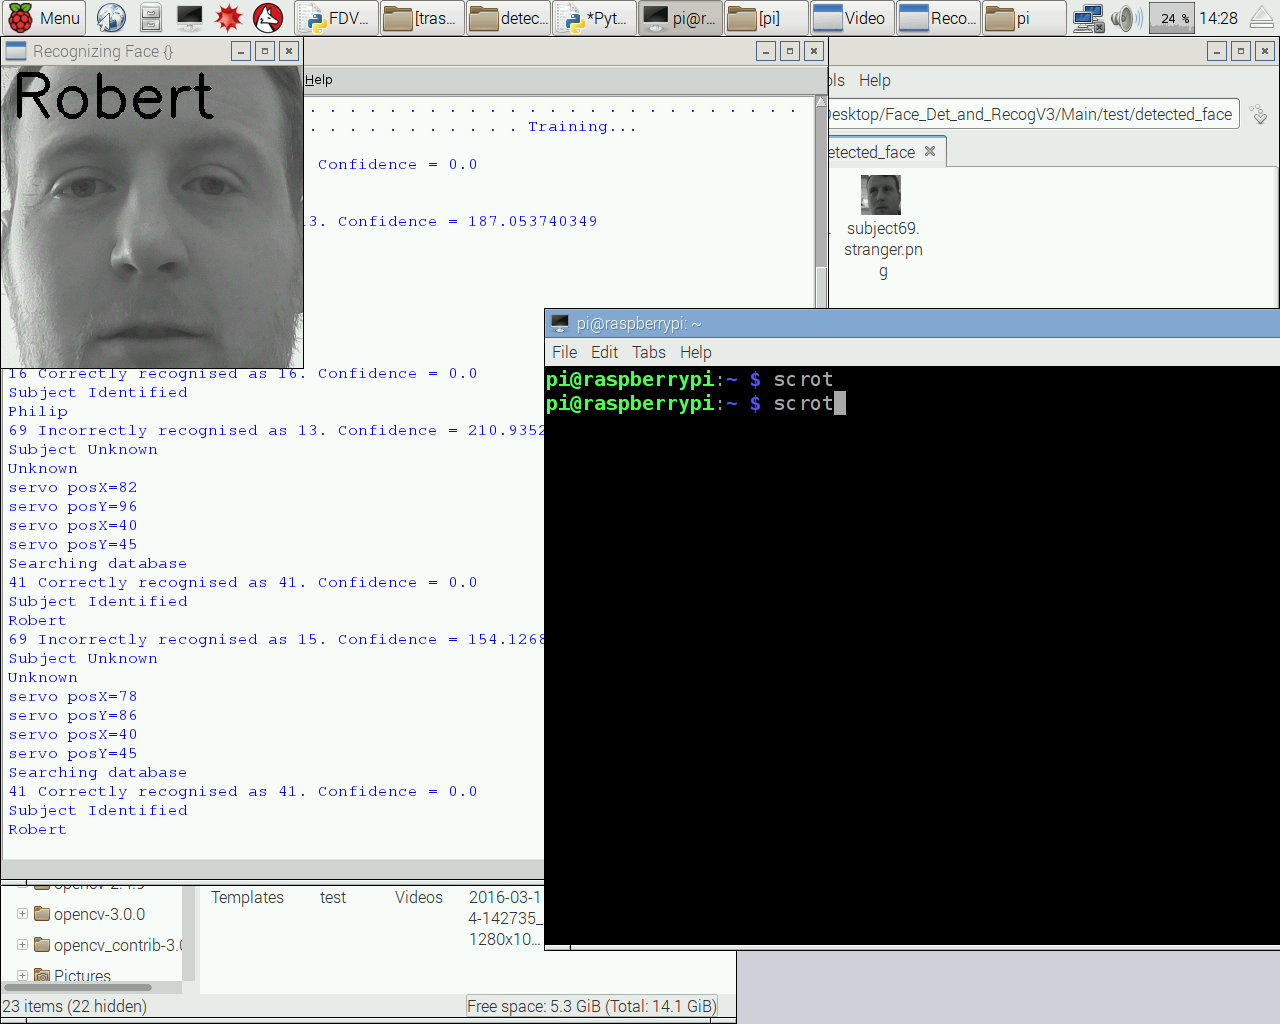 Menu
FDV...
[tras...
detec...
*Pyt...
pi@r...
[pi]
Video
Reco...
pi
24 %
14:28
Recognizing Face {}
Robert
Help
. . . . . . . . . . . . . . . . . . . . . . . . .
. . . . . . . . . . . Training...
Confidence = 0.0
3. Confidence = 187.053740349
16 Correctly recognised as 16. Confidence = 0.0
Subject Identified
Philip
69 Incorrectly recognised as 13. Confidence = 210.9352
Subject Unknown
Unknown
servo posX=82
servo posY=96
servo posX=40
servo posY=45
Searching database
41 Correctly recognised as 41. Confidence = 0.0
Subject Identified
Robert
69 Incorrectly recognised as 15. Confidence = 154.1268
Subject Unknown
Unknown
servo posX=78
servo posY=86
servo posX=40
servo posY=45
Searching database
41 Correctly recognised as 41. Confidence = 0.0
Subject Identified
Robert
ols Help
Desktop/Face_Det_and_RecogV3/Main/test/detected_face
etected_face
subject69.
stranger.pn
g
pi@raspberrypi: ~
File Edit Tabs Help
pi@raspberrypi:~ $ scrot
pi@raspberrypi:~ $ scrot
opencv-3.0.0
opencv_contrib-3.0
Pictures
Templates
test
Videos
2016-03-1
4-142735_
1280x10...
23 items (22 hidden)
Free space: 5.3 GiB (Total: 14.1 GiB)